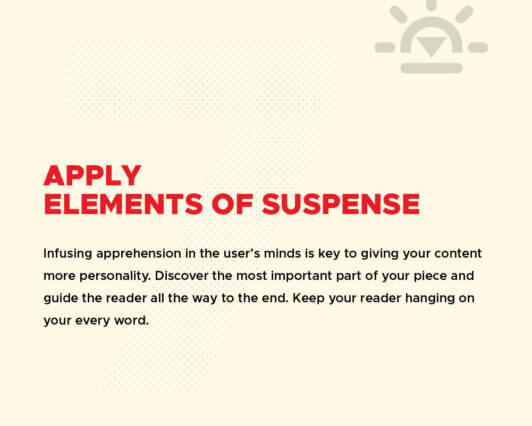 7
APPLY
ELEMENTS OF SUSPENSE
Infusing apprehension in the user's minds is key to giving your content
more personality. Discover the most important part of your piece and
guide the reader all the way to the end. Keep your reader hanging on
your every word.